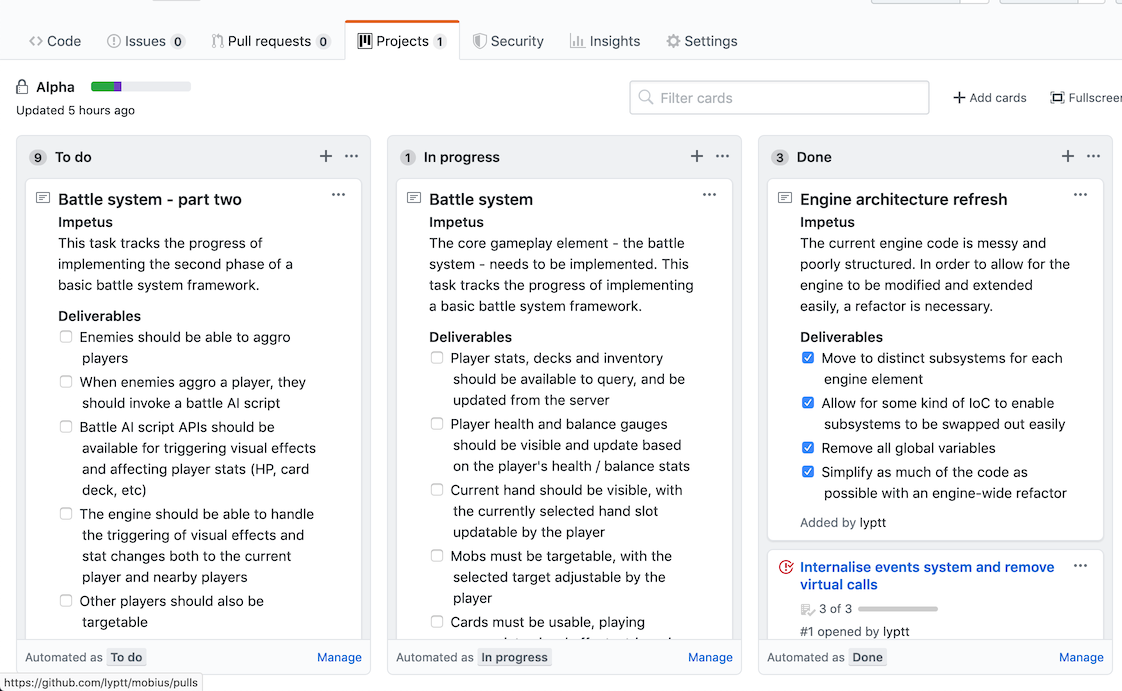 Code
Issues 0
Pull requests 0
Projects 1
Security
Insights
Settings
Alpha
Updated 5 hours ago
Filter cards
Add cards
Fullscreen
9 To do
Battle system - part two
Impetus
This task tracks the progress of
implementing the second phase of a
basic battle system framework.
Deliverables
Enemies should be able to aggro
players
When enemies aggro a player, they
should invoke a battle AI script
Battle AI script APIs should be
available for triggering visual effects
and affecting player stats (HP, card
deck, etc)
The engine should be able to handle
the triggering of visual effects and
stat changes both to the current
player and nearby players
Other players should also be
targetable
Automated as To do
Manage
1 In progress
Battle system
Impetus
The core gameplay element - the battle
system - needs to be implemented. This
task tracks the progress of implementing
a basic battle system framework.
Deliverables
Player stats, decks and inventory
should be available to query, and be
updated from the server
Player health and balance gauges
should be visible and update based
on the player's health / balance stats
Current hand should be visible, with
the currently selected hand slot
updatable by the player
Mobs must be targetable, with the
selected target adjustable by the
player
Cards must be usable, playing
Automated as In progress
Manage
3 Done
Engine architecture refresh
Impetus
The current engine code is messy and
poorly structured. In order to allow for the
engine to be modified and extended
easily, a refactor is necessary.
Deliverables
Move to distinct subsystems for each
engine element
Allow for some kind of IoC to enable
subsystems to be swapped out easily
Remove all global variables
Simplify as much of the code as
possible with an engine-wide refactor
Added by lyptt
Internalise events system and remove
virtual calls
3 of 3
#1 opened by lyptt
Automated as Done
Manage
https://github.com/lyptt/mobius/pulls